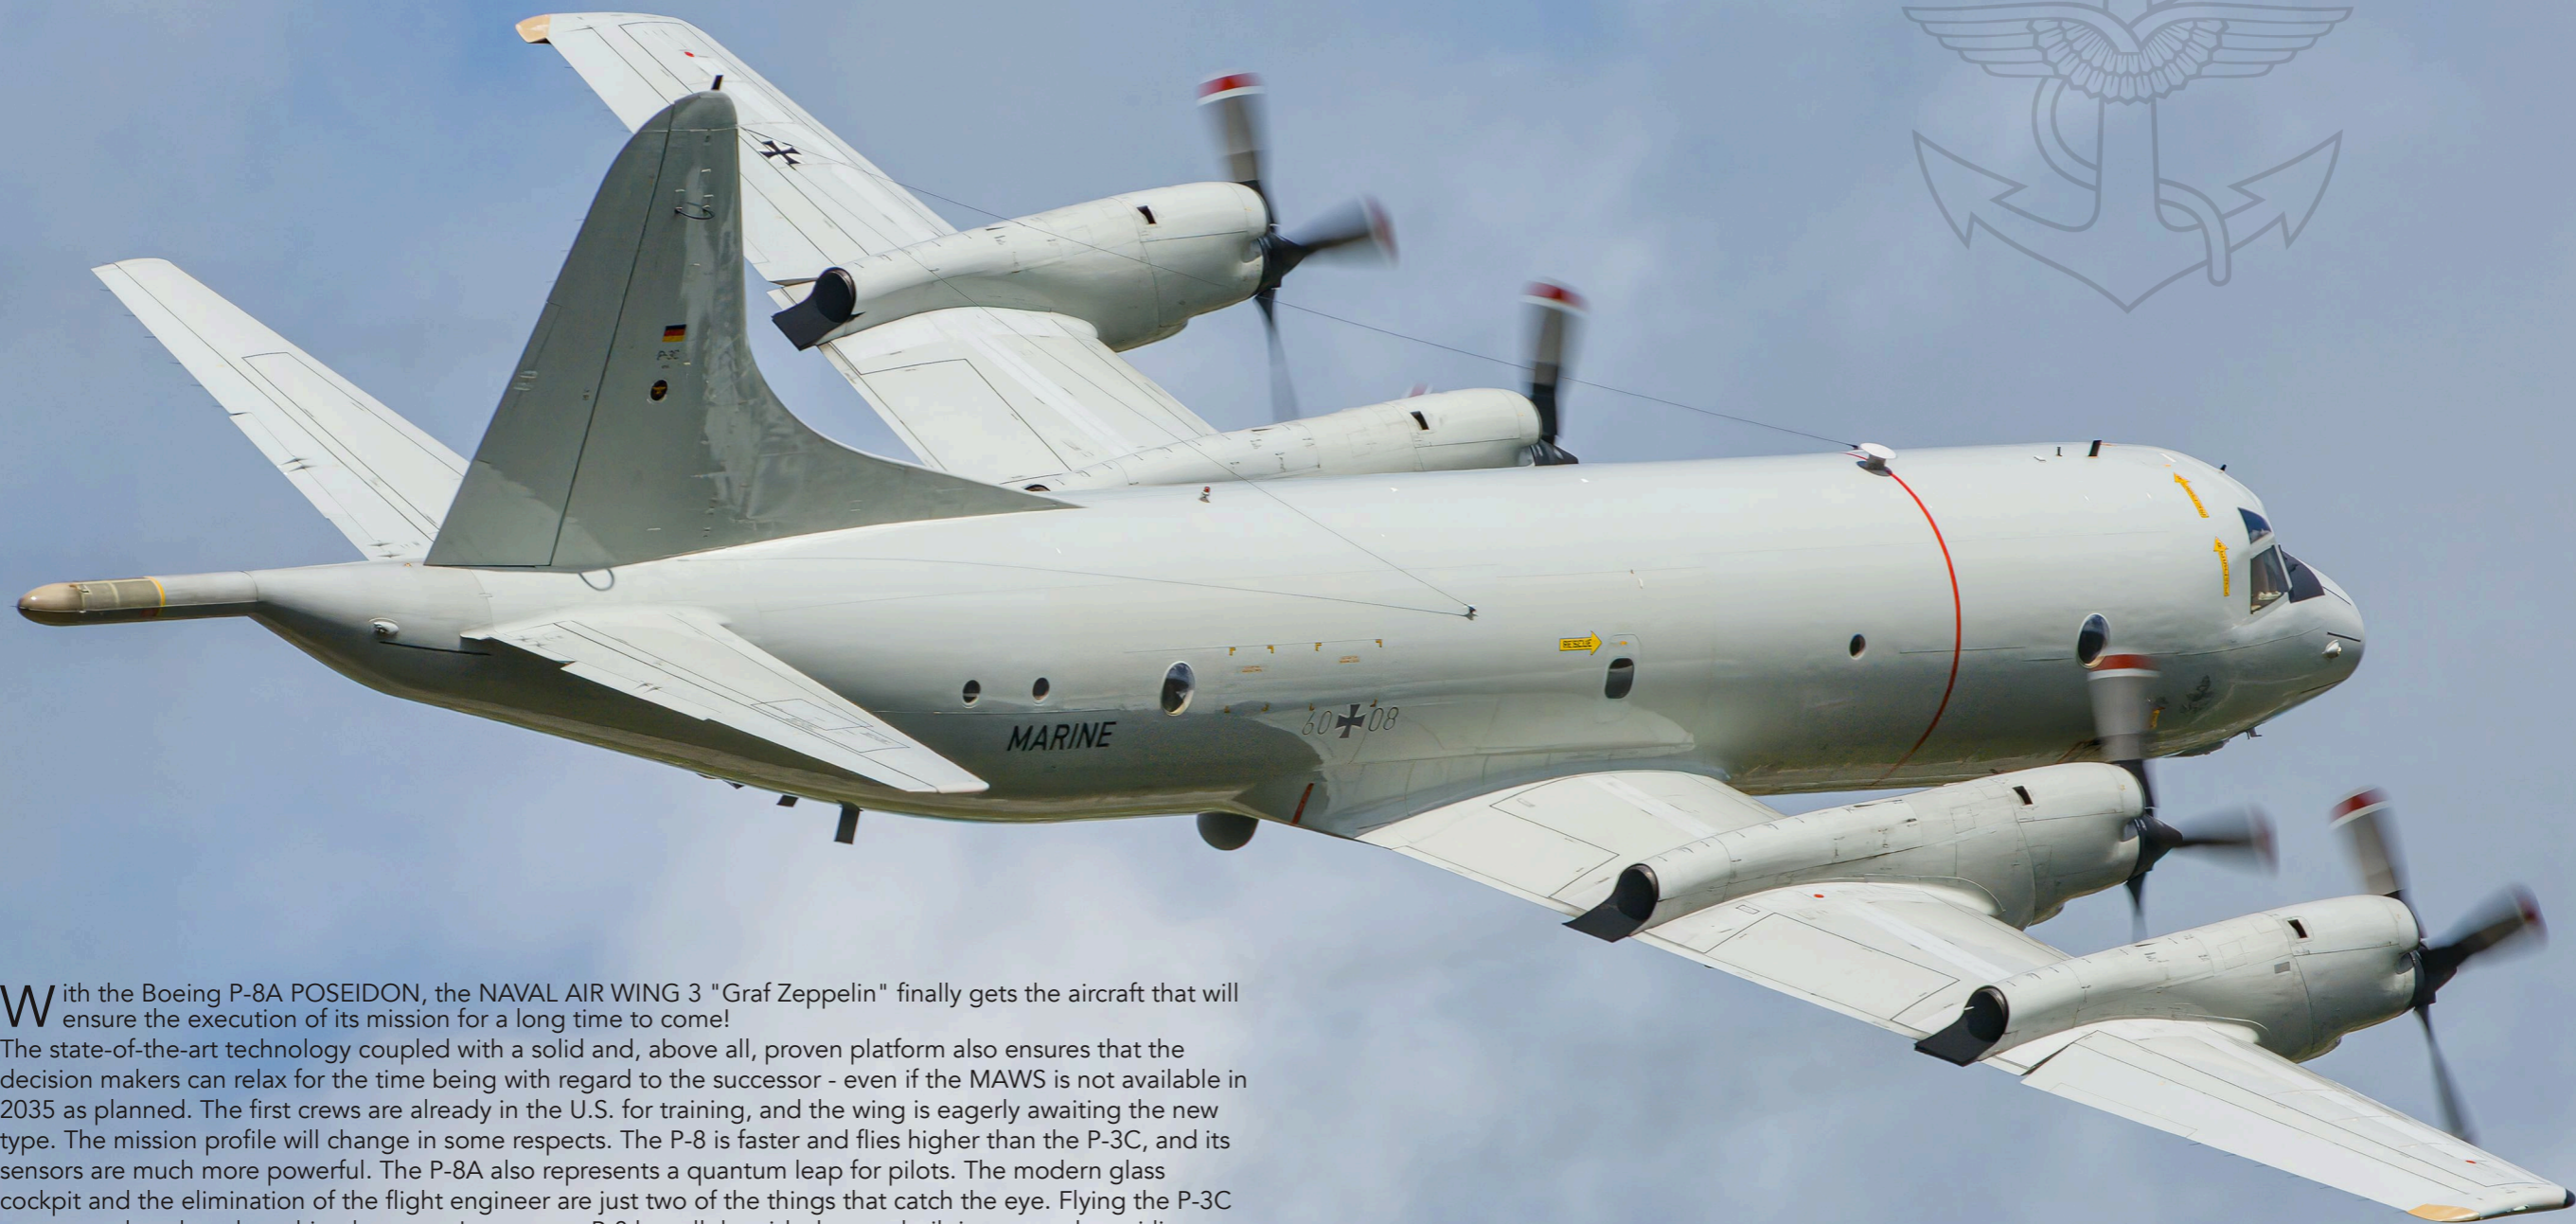 P-3C
RESCUE
MARINE
60 08
With the Boeing P-8A POSEIDON, the NAVAL AIR WING 3 "Graf Zeppelin" finally gets the aircraft that will
ensure the execution of its mission for a long time to come!
The state-of-the-art technology coupled with a solid and, above all, proven platform also ensures that the
decision makers can relax for the time being with regard to the successor - even if the MAWS is not available in
2035 as planned. The first crews are already in the U.S. for training, and the wing is eagerly awaiting the new
type. The mission profile will change in some respects. The P-8 is faster and flies higher than the P-3C, and its
sensors are much more powerful. The P-8A also represents a quantum leap for pilots. The modern glass
cockpit and the elimination of the flight engineer are just two of the things that catch the eye. Flying the P-3C